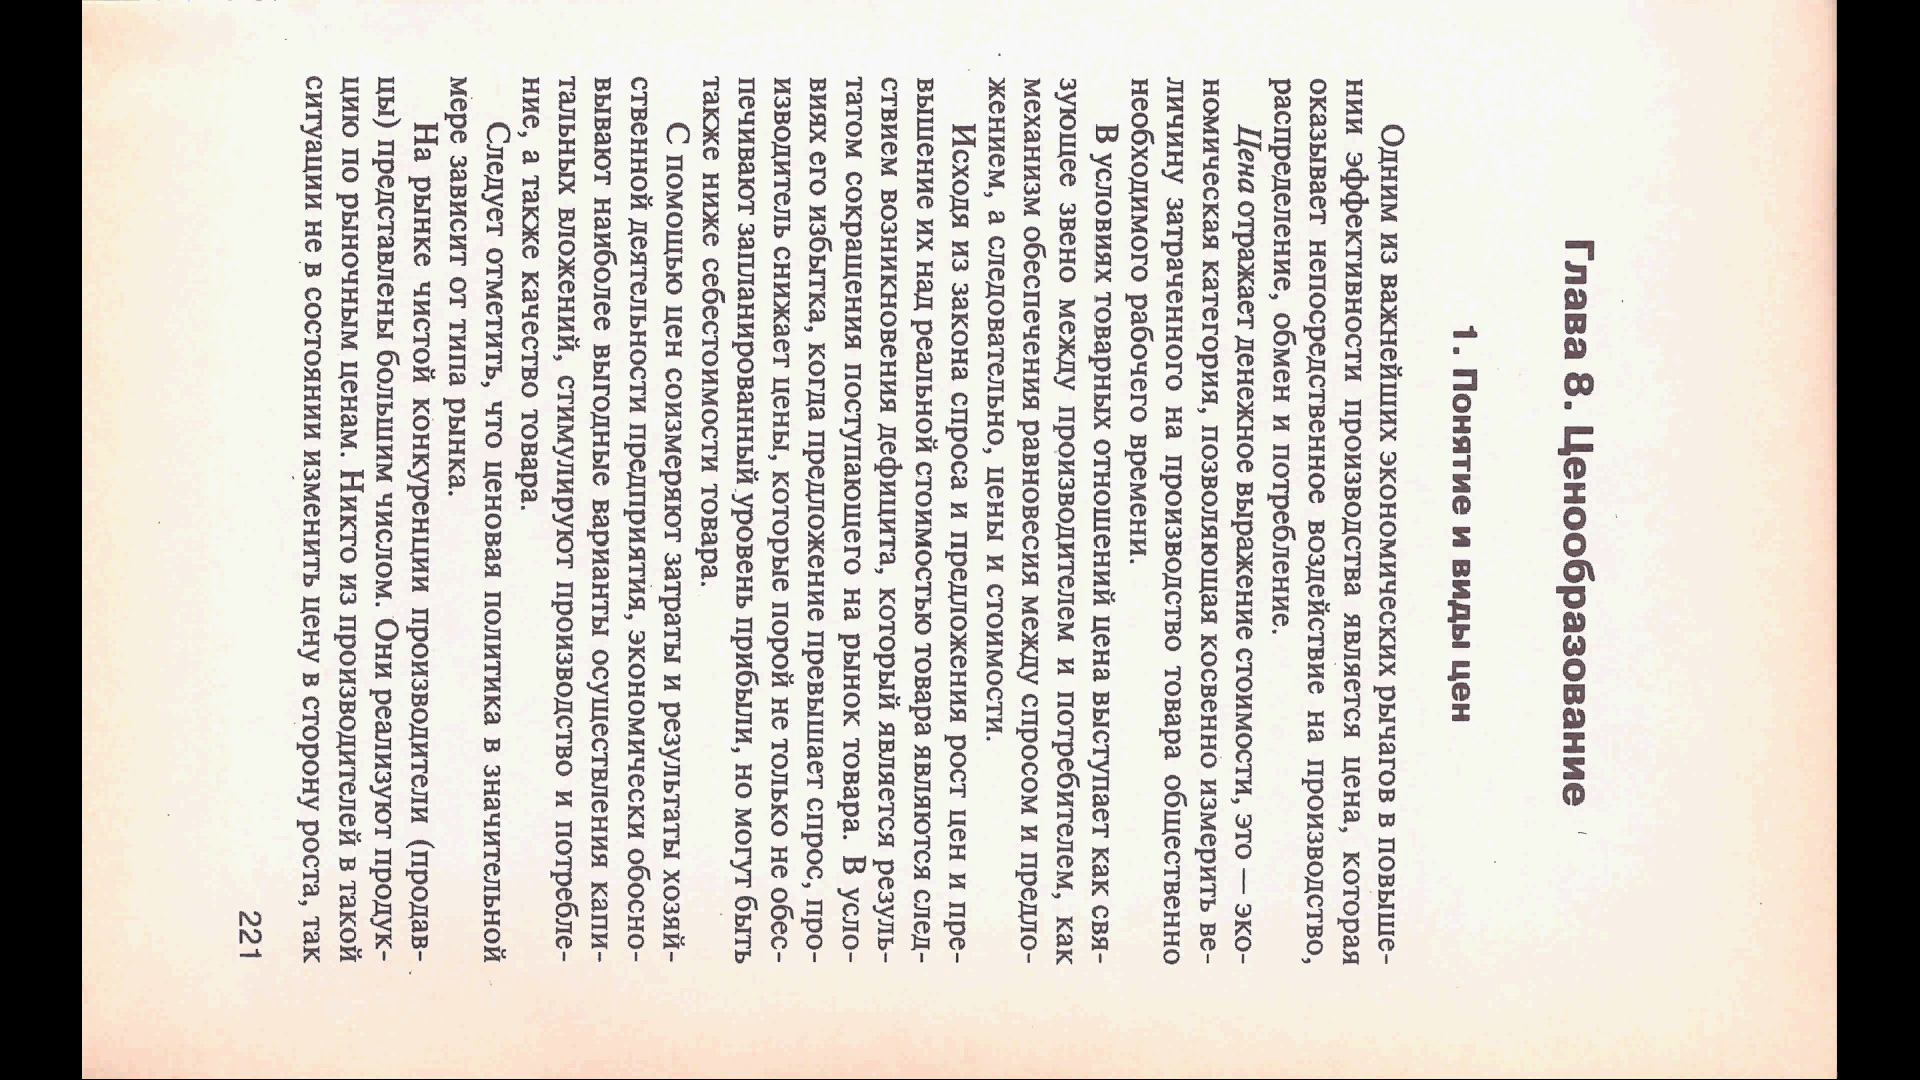 Глава 8. Ценообразование
1. Понятие и виды цен
Одним из важнейших экономических рычагов в повыше-
нии эффективности производства является цена, которая
оказывает непосредственное воздействие на производство,
распределение, обмен и потребление.
Цена отражает денежное выражение стоимости, это — эко-
номическая категория, позволяющая косвенно измерить ве-
личину затраченного на производство товара общественно
необходимого рабочего времени.
В условиях товарных отношений цена выступает как свя-
зующее звено между производителем и потребителем, как
механизм обеспечения равновесия между спросом и предло-
жением, а следовательно, цены и стоимости.
Исходя из закона спроса и предложения рост цен и пре-
вышение их над реальной стоимостью товара являются след-
ствием возникновения дефицита, который является резуль-
татом сокращения поступающего на рынок товара. В усло-
виях его избытка, когда предложение превышает спрос, про-
изводитель снижает цены, которые порой не только не обес-
печивают запланированный уровень прибыли, но могут быть
также ниже себестоимости товара.
С помощью цен соизмеряют затраты и результаты хозяй-
ственной деятельности предприятия, экономически обосно-
вывают наиболее выгодные варианты осуществления капи-
тальных вложений, стимулируют производство и потребле-
ние, а также качество товара.
Следует отметить, что ценовая политика в значительной
мере зависит от типа рынка.
На рынке чистой конкуренции производители (продав-
цы) представлены большим числом. Они реализуют продук-
цию по рыночным ценам. Никто из производителей в такой
ситуации не в состоянии изменить цену в сторону роста, так
221